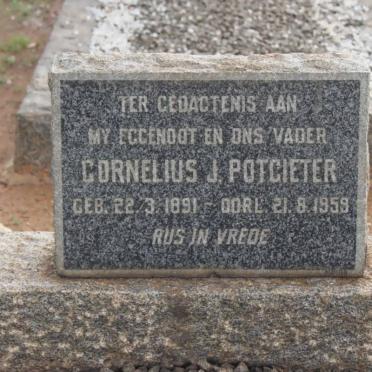 TER GEDAGTENIS AAN
MY EGGENOOT EN ONS VADER
CORNELIUS J. POTGIETER
GEB. 22.3.1891 - OORL. 21.8.1959
RUS IN VREDE